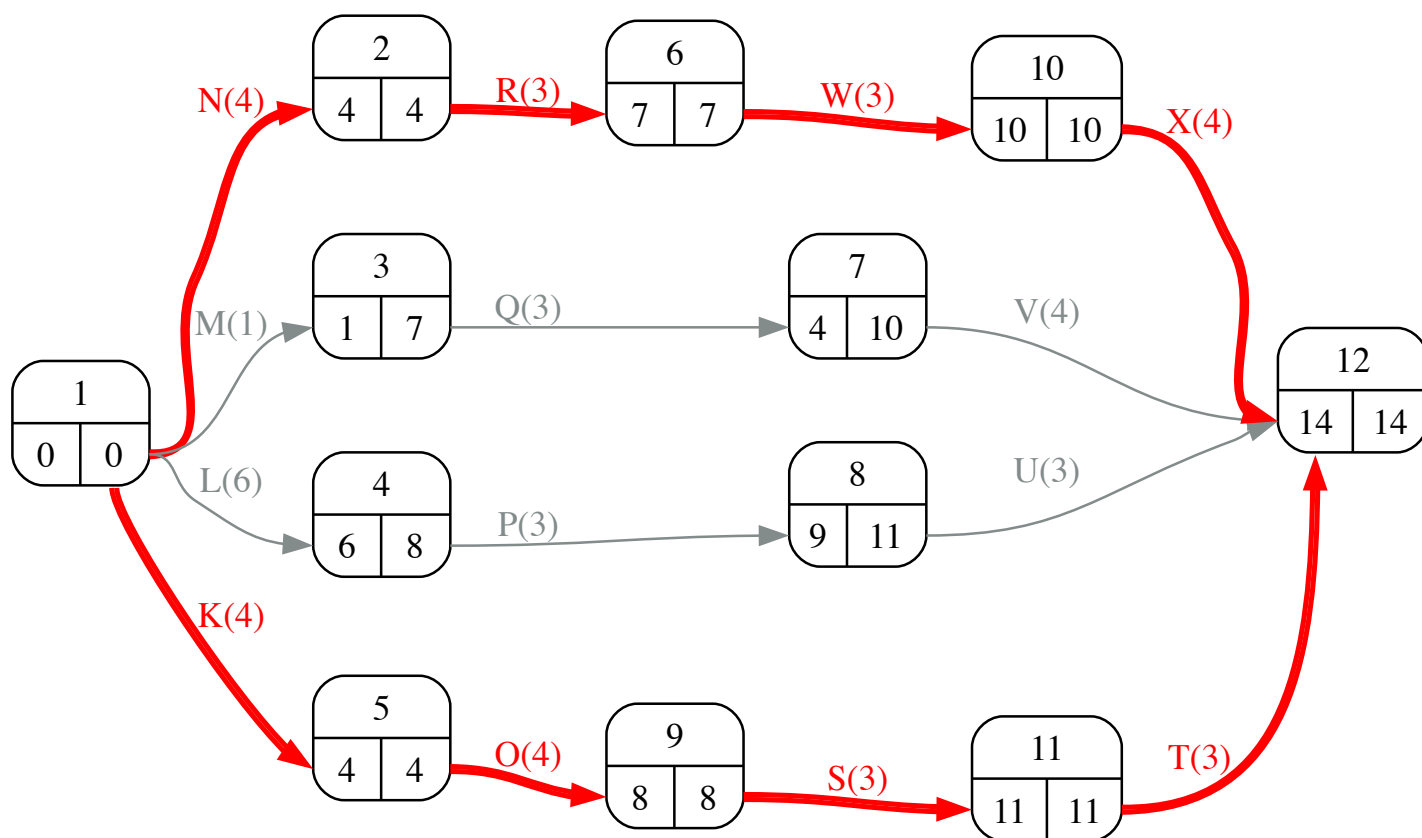 2
4 4
N(4)
R(3)
6
7 7
W(3)
10
10 10
X(4)
3
1 7
M(1)
Q(3)
7
4 10
V(4)
1
0 0
12
14 14
L(6)
4
6 8
P(3)
8
9 11
U(3)
K(4)
5
4 4
O(4)
9
8 8
S(3)
11
11 11
T(3)